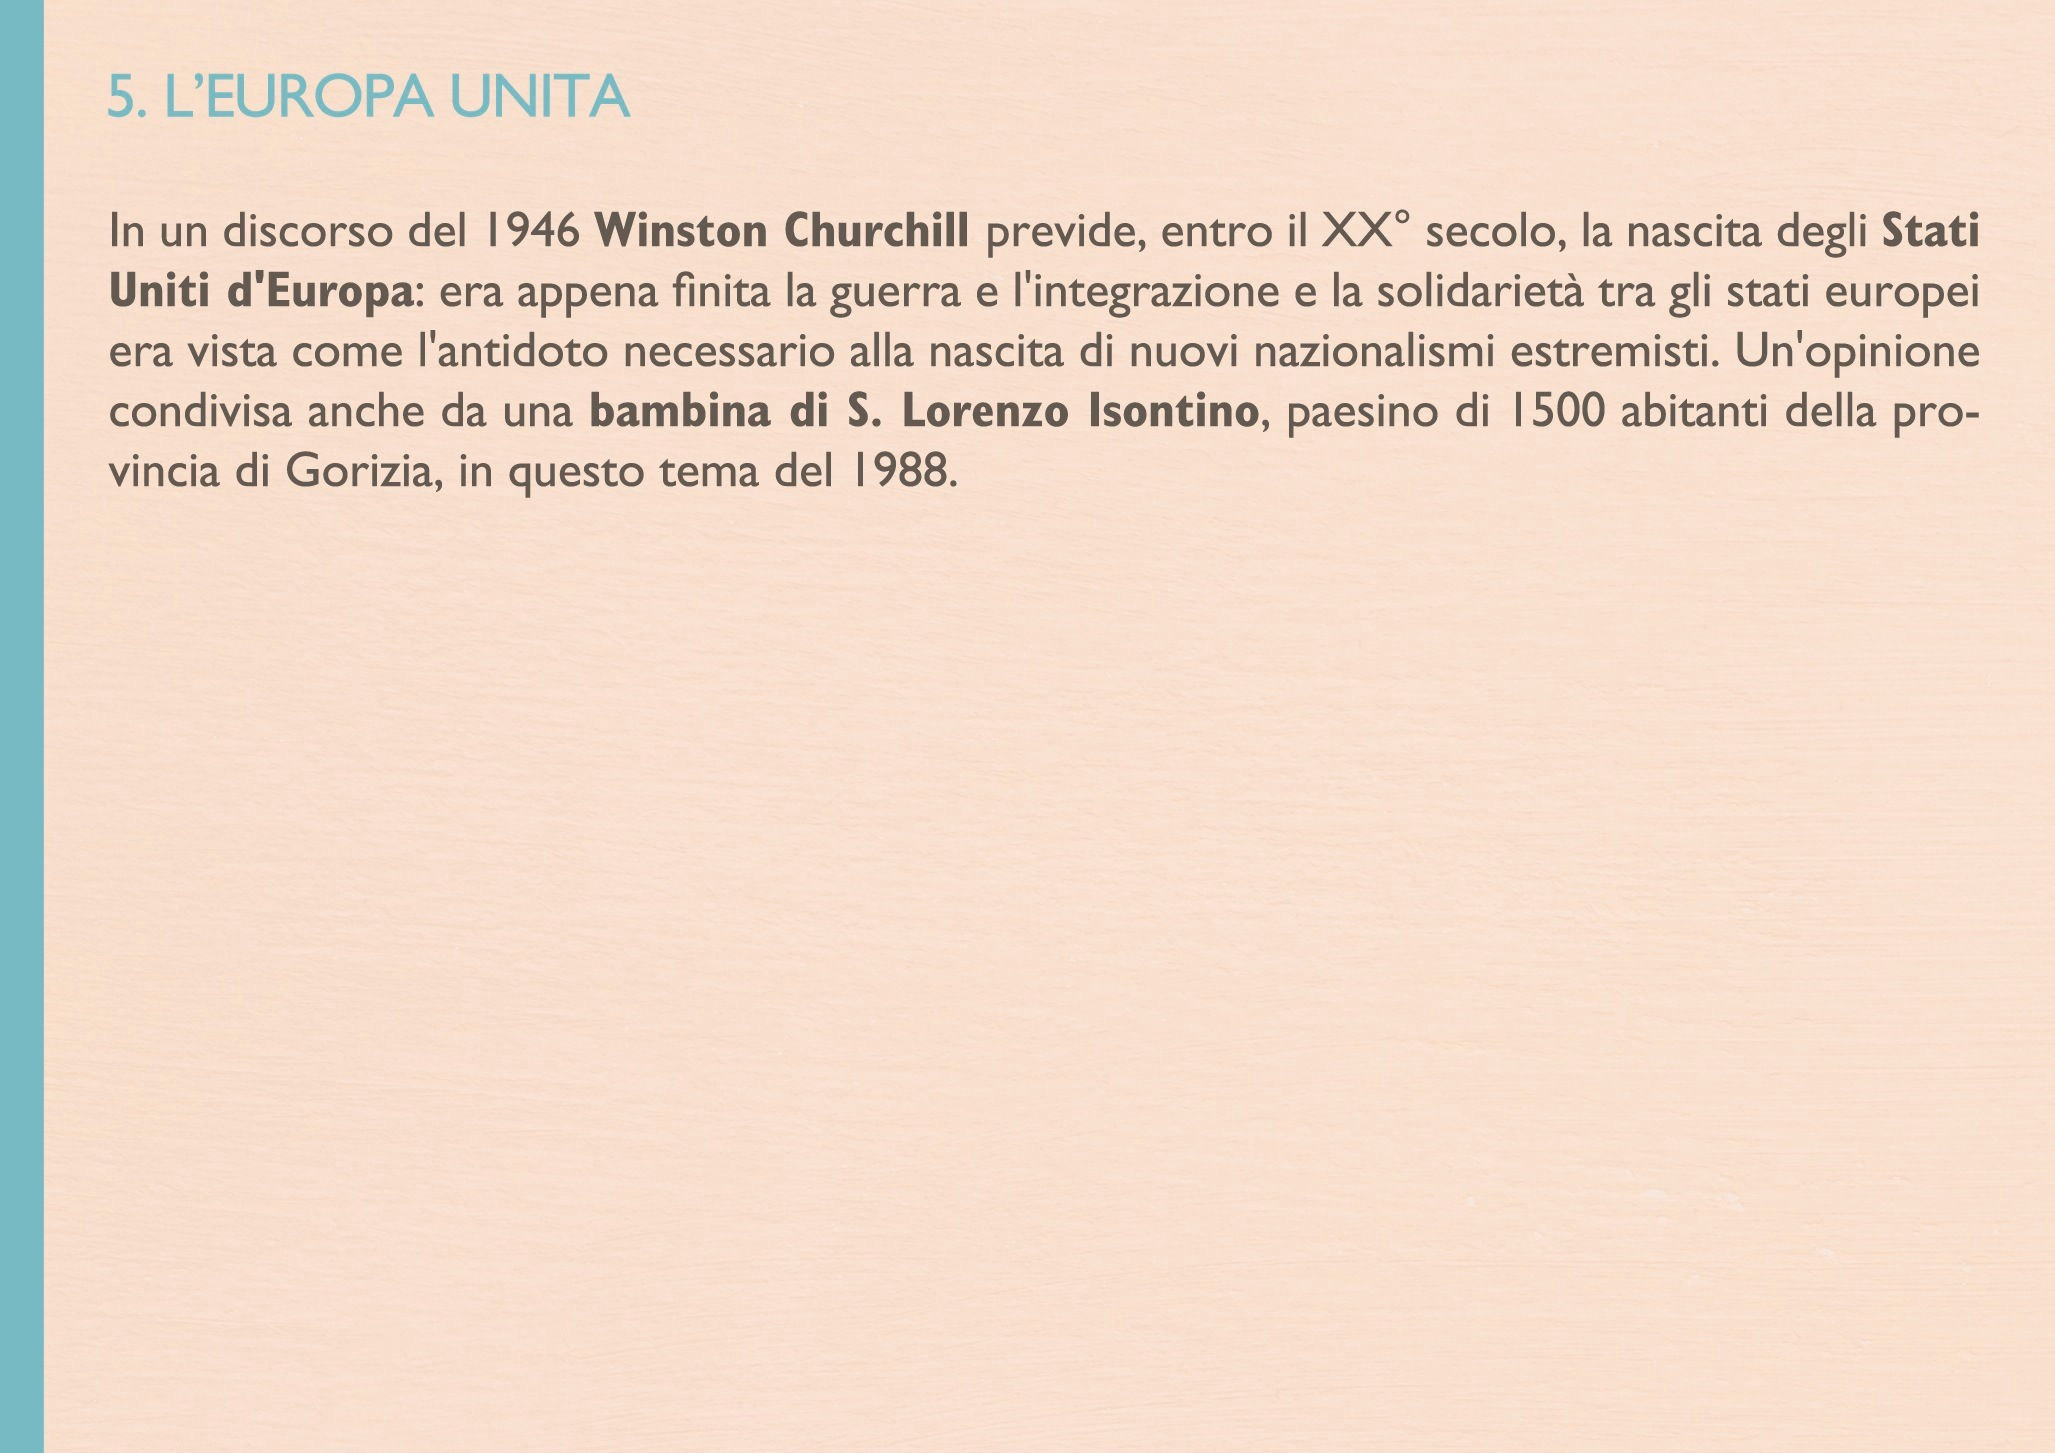 5. L’EUROPA UNITA
In un discorso del 1946 Winston Churchill previde, entro il XX° secolo, la nascita degli Stati
Uniti d'Europa: era appena finita la guerra e l'integrazione e la solidarietà tra gli stati europei
era vista come l'antidoto necessario alla nascita di nuovi nazionalismi estremisti. Un'opinione
condivisa anche da una bambina di S. Lorenzo Isontino, paesino di 1500 abitanti della pro-
vincia di Gorizia, in questo tema del 1988.